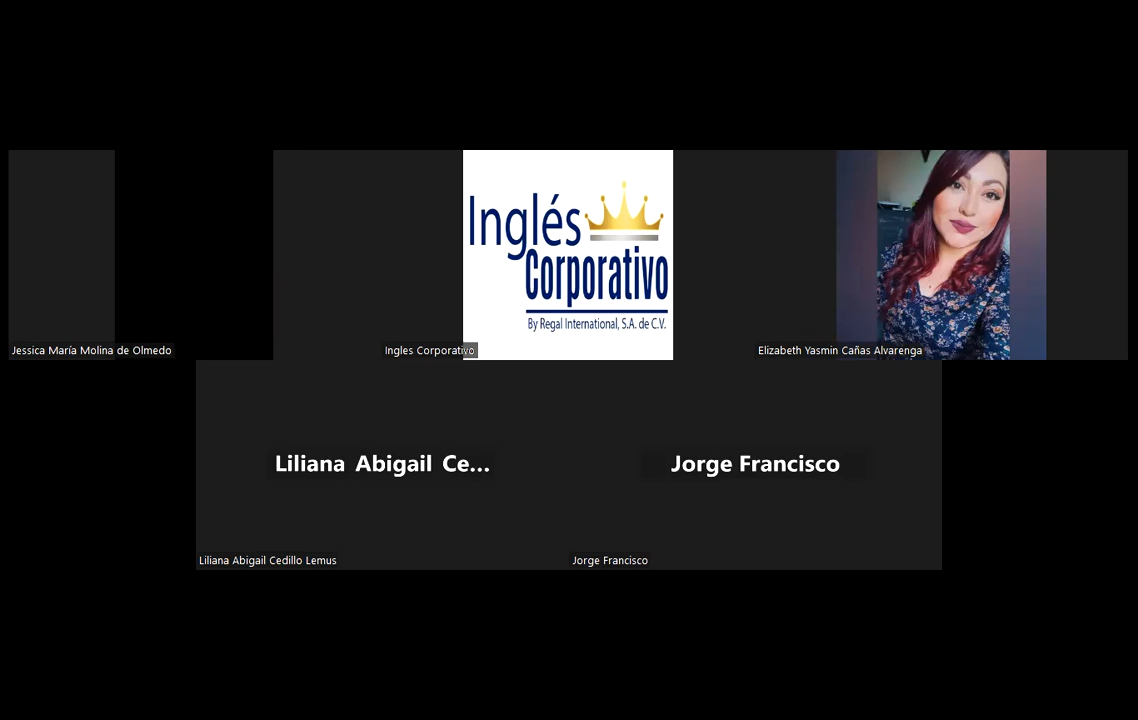 Inglés
Corporativo
By Regal International, S.A. de C.V.
Jessica María Molina de Olmedo
Ingles Corporativo
Elizabeth Yasmin Cañas Alvarenga
Liliana Abigail Ce...
Jorge Francisco
Liliana Abigail Cedillo Lemus
Jorge Francisco